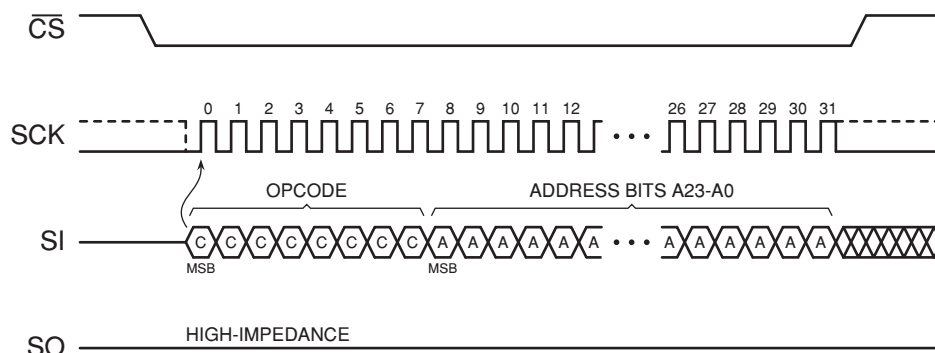 CS
0 1 2 3 4 5 6 7 8 9 10 11 12 26 27 28 29 30 31
SCK
OPCODE ADDRESS BITS A23-A0
SI C C C C C C C C A A A A A A A A A A A A
MSB MSB
HIGH-IMPEDANCE
SO